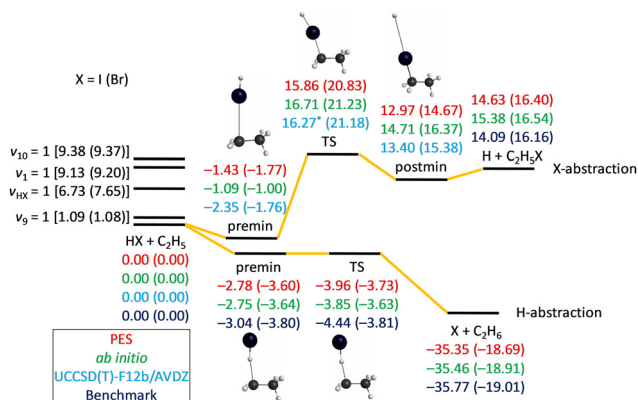 X = I (Br)
15.86 (20.83)
16.71 (21.23)
16.27* (21.18)
TS
12.97 (14.67)
14.71 (16.37)
13.40 (15.38)
postmin
14.63 (16.40)
15.38 (16.54)
14.09 (16.16)
H + C₂H₅X
X-abstraction
ν₁₀ = 1 [9.38 (9.37)]
ν₁ = 1 [9.13 (9.20)]
ν_HX = 1 [6.73 (7.65)]
ν₉ = 1 [1.09 (1.08)]
−1.43 (−1.77)
−1.09 (−1.00)
−2.35 (−1.76)
premin
HX + C₂H₅
0.00 (0.00)
0.00 (0.00)
0.00 (0.00)
0.00 (0.00)
premin
−2.78 (−3.60)
−2.75 (−3.64)
−3.04 (−3.80)
TS
−3.96 (−3.73)
−3.85 (−3.63)
−4.44 (−3.81)
H-abstraction
X + C₂H₆
−35.35 (−18.69)
−35.46 (−18.91)
−35.77 (−19.01)
PES
ab initio
UCCSD(T)-F12b/AVDZ
Benchmark